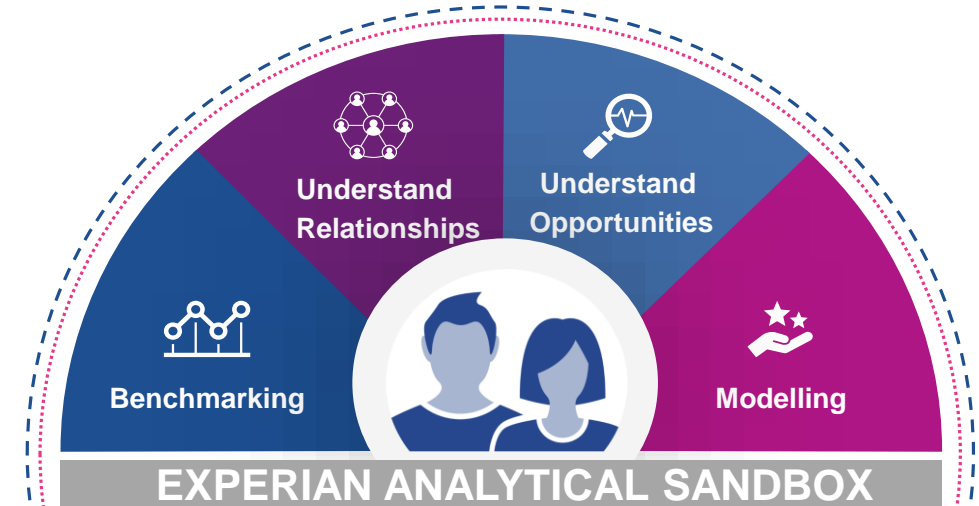 Understand
Relationships
Understand
Opportunities
Benchmarking
Modelling
EXPERIAN ANALYTICAL SANDBOX